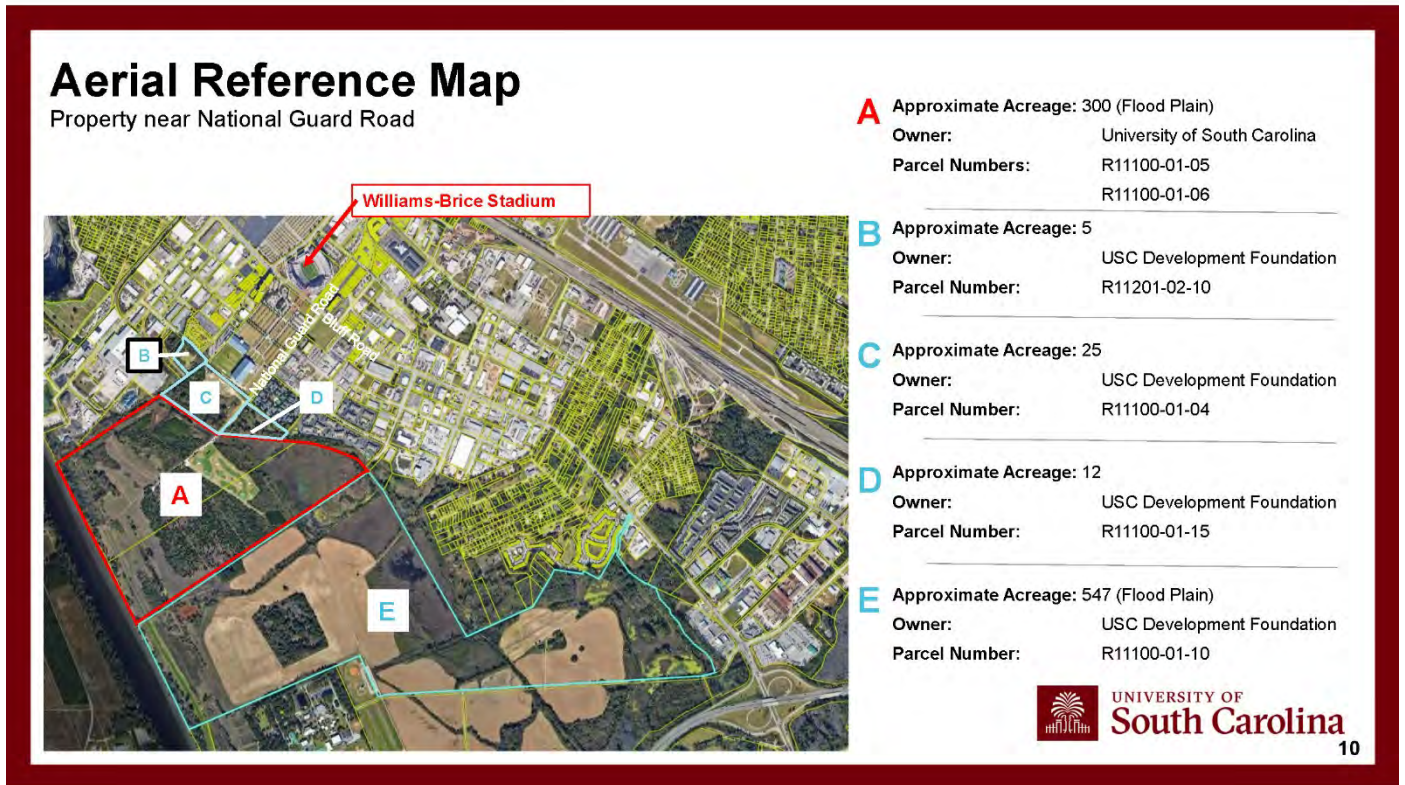 Aerial Reference Map
Property near National Guard Road
Williams-Brice Stadium
National Guard Road
Bluff Road
B
C
D
A
E
A
Approximate Acreage: 300 (Flood Plain)
Owner: University of South Carolina
Parcel Numbers: R11100-01-05
R11100-01-06
B
Approximate Acreage: 5
Owner: USC Development Foundation
Parcel Number: R11201-02-10
C
Approximate Acreage: 25
Owner: USC Development Foundation
Parcel Number: R11100-01-04
D
Approximate Acreage: 12
Owner: USC Development Foundation
Parcel Number: R11100-01-15
E
Approximate Acreage: 547 (Flood Plain)
Owner: USC Development Foundation
Parcel Number: R11100-01-10
UNIVERSITY OF
South Carolina
10